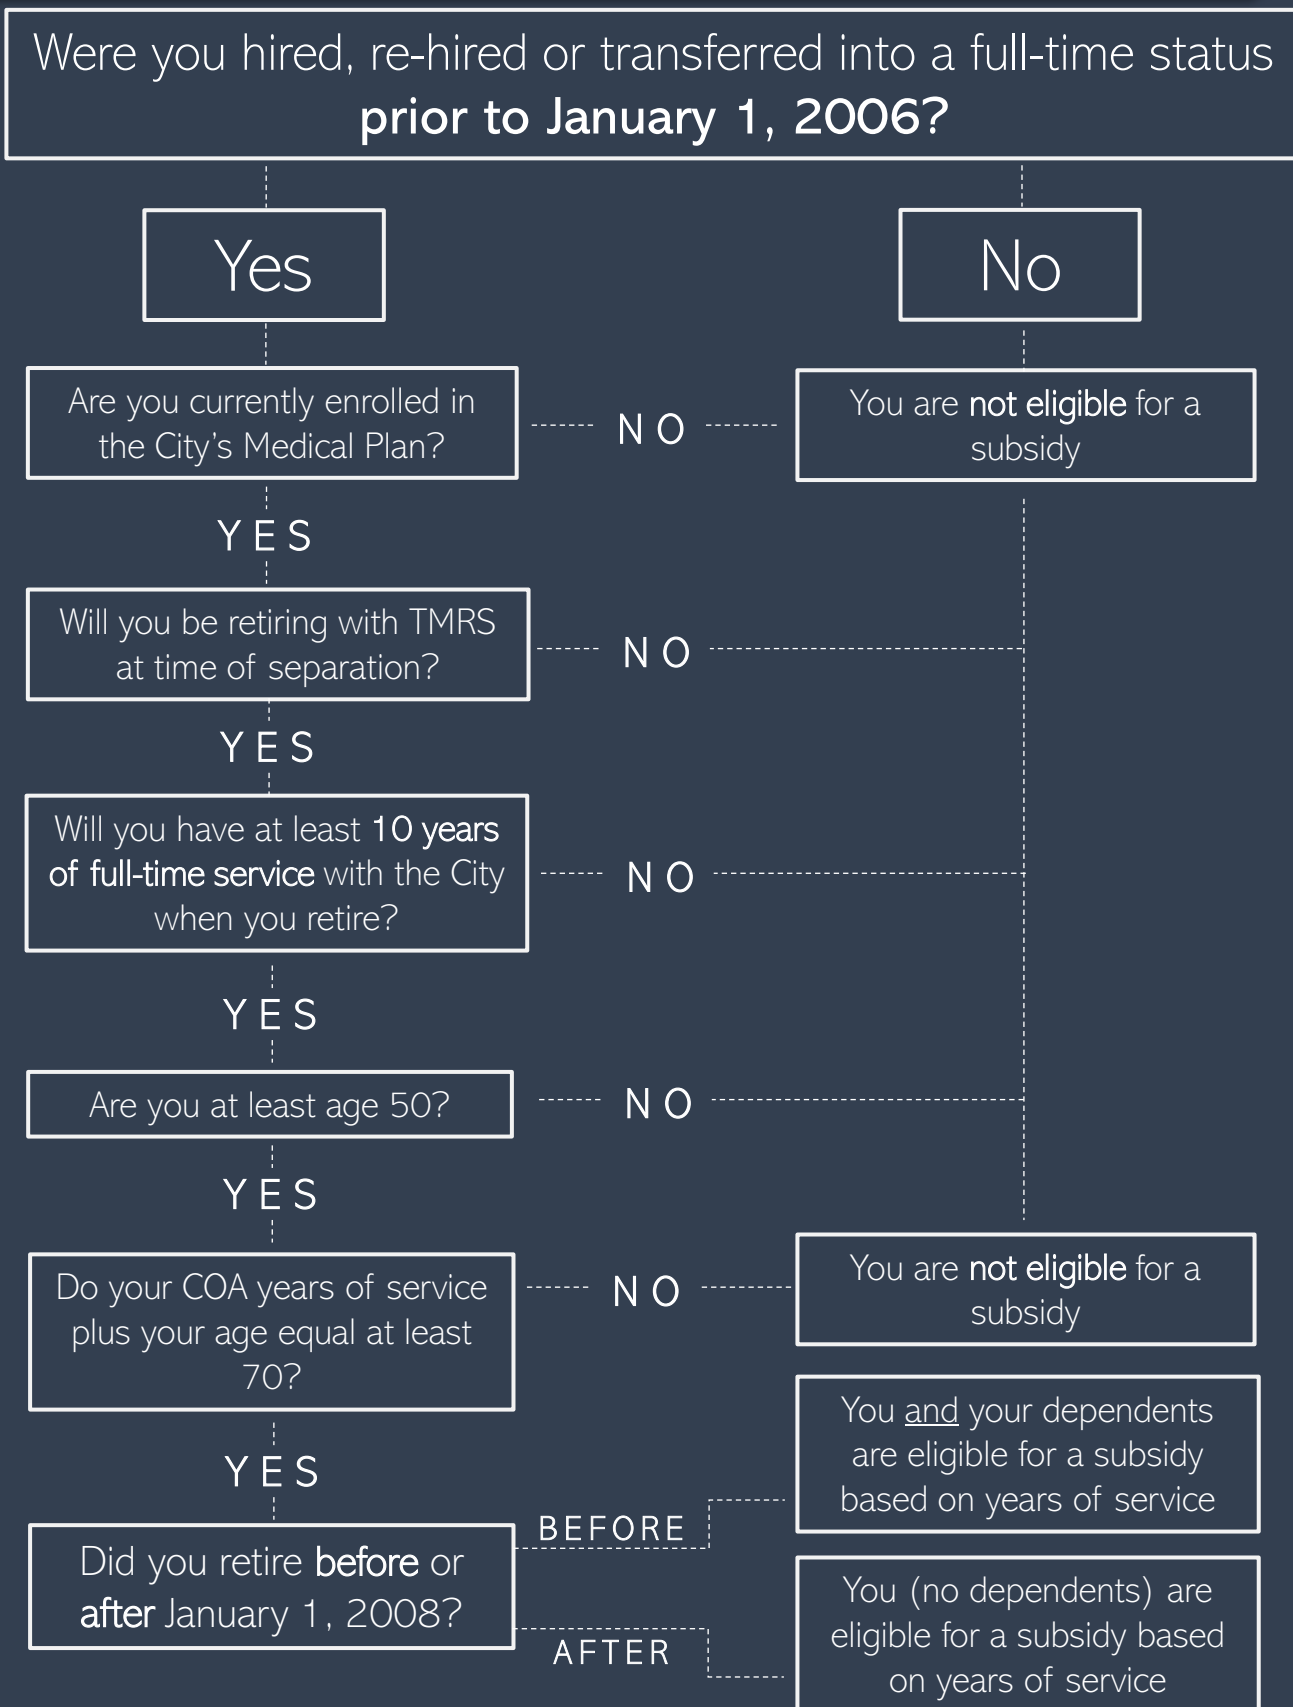 Were you hired, re-hired or transferred into a full-time status
prior to January 1, 2006?
Yes
No
Are you currently enrolled in
the City's Medical Plan?
NO
You are not eligible for a
subsidy
YES
Will you be retiring with TMRS
at time of separation?
NO
YES
Will you have at least 10 years
of full-time service with the City
when you retire?
NO
YES
Are you at least age 50?
NO
YES
Do your COA years of service
plus your age equal at least
70?
NO
You are not eligible for a
subsidy
YES
Did you retire before or
after January 1, 2008?
BEFORE
You and your dependents
are eligible for a subsidy
based on years of service
AFTER
You (no dependents) are
eligible for a subsidy based
on years of service